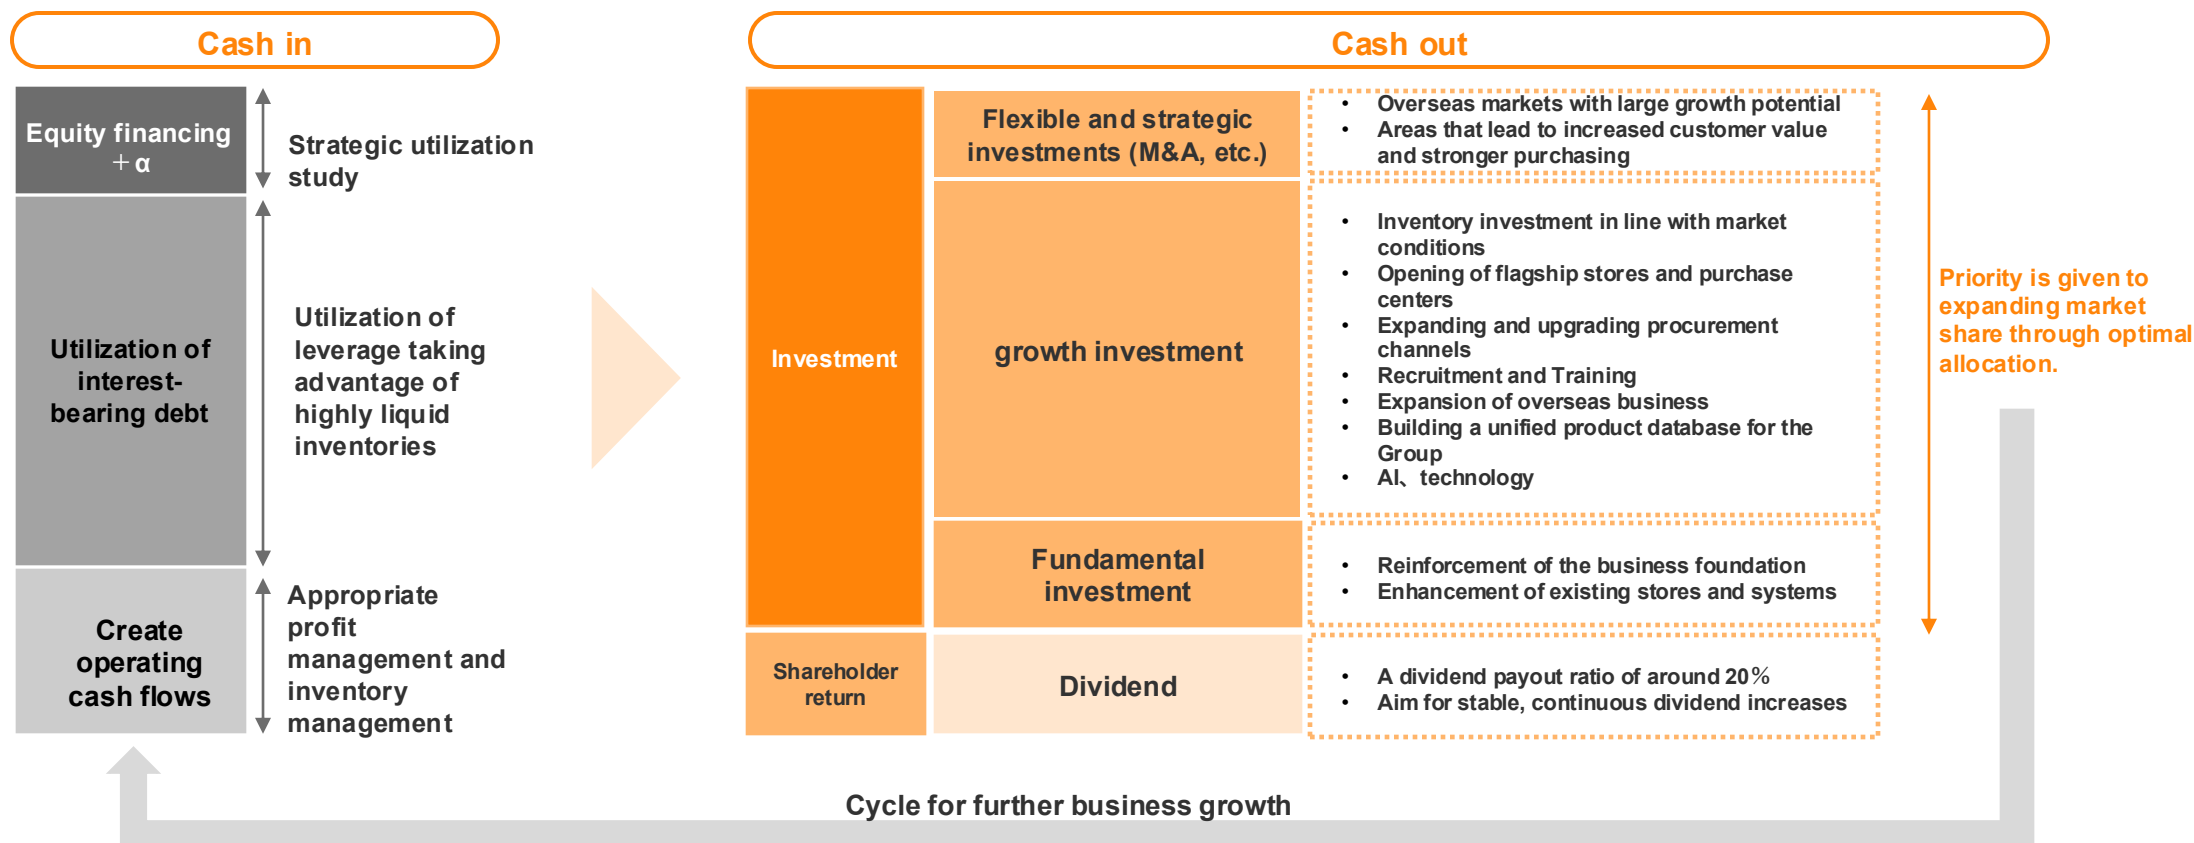 Cash in
Equity financing
＋α
Strategic utilization
study
Utilization of
interest-
bearing debt
Utilization of
leverage taking
advantage of
highly liquid
inventories
Create
operating
cash flows
Appropriate
profit
management and
inventory
management
Cash out
Investment
Flexible and strategic
investments (M&A, etc.)
• Overseas markets with large growth potential
• Areas that lead to increased customer value
and stronger purchasing
growth investment
• Inventory investment in line with market
conditions
• Opening of flagship stores and purchase
centers
• Expanding and upgrading procurement
channels
• Recruitment and Training
• Expansion of overseas business
• Building a unified product database for the
Group
• AI、technology
Fundamental
investment
• Reinforcement of the business foundation
• Enhancement of existing stores and systems
Priority is given to
expanding market
share through optimal
allocation.
Shareholder
return
Dividend
• A dividend payout ratio of around 20％
• Aim for stable, continuous dividend increases
Cycle for further business growth